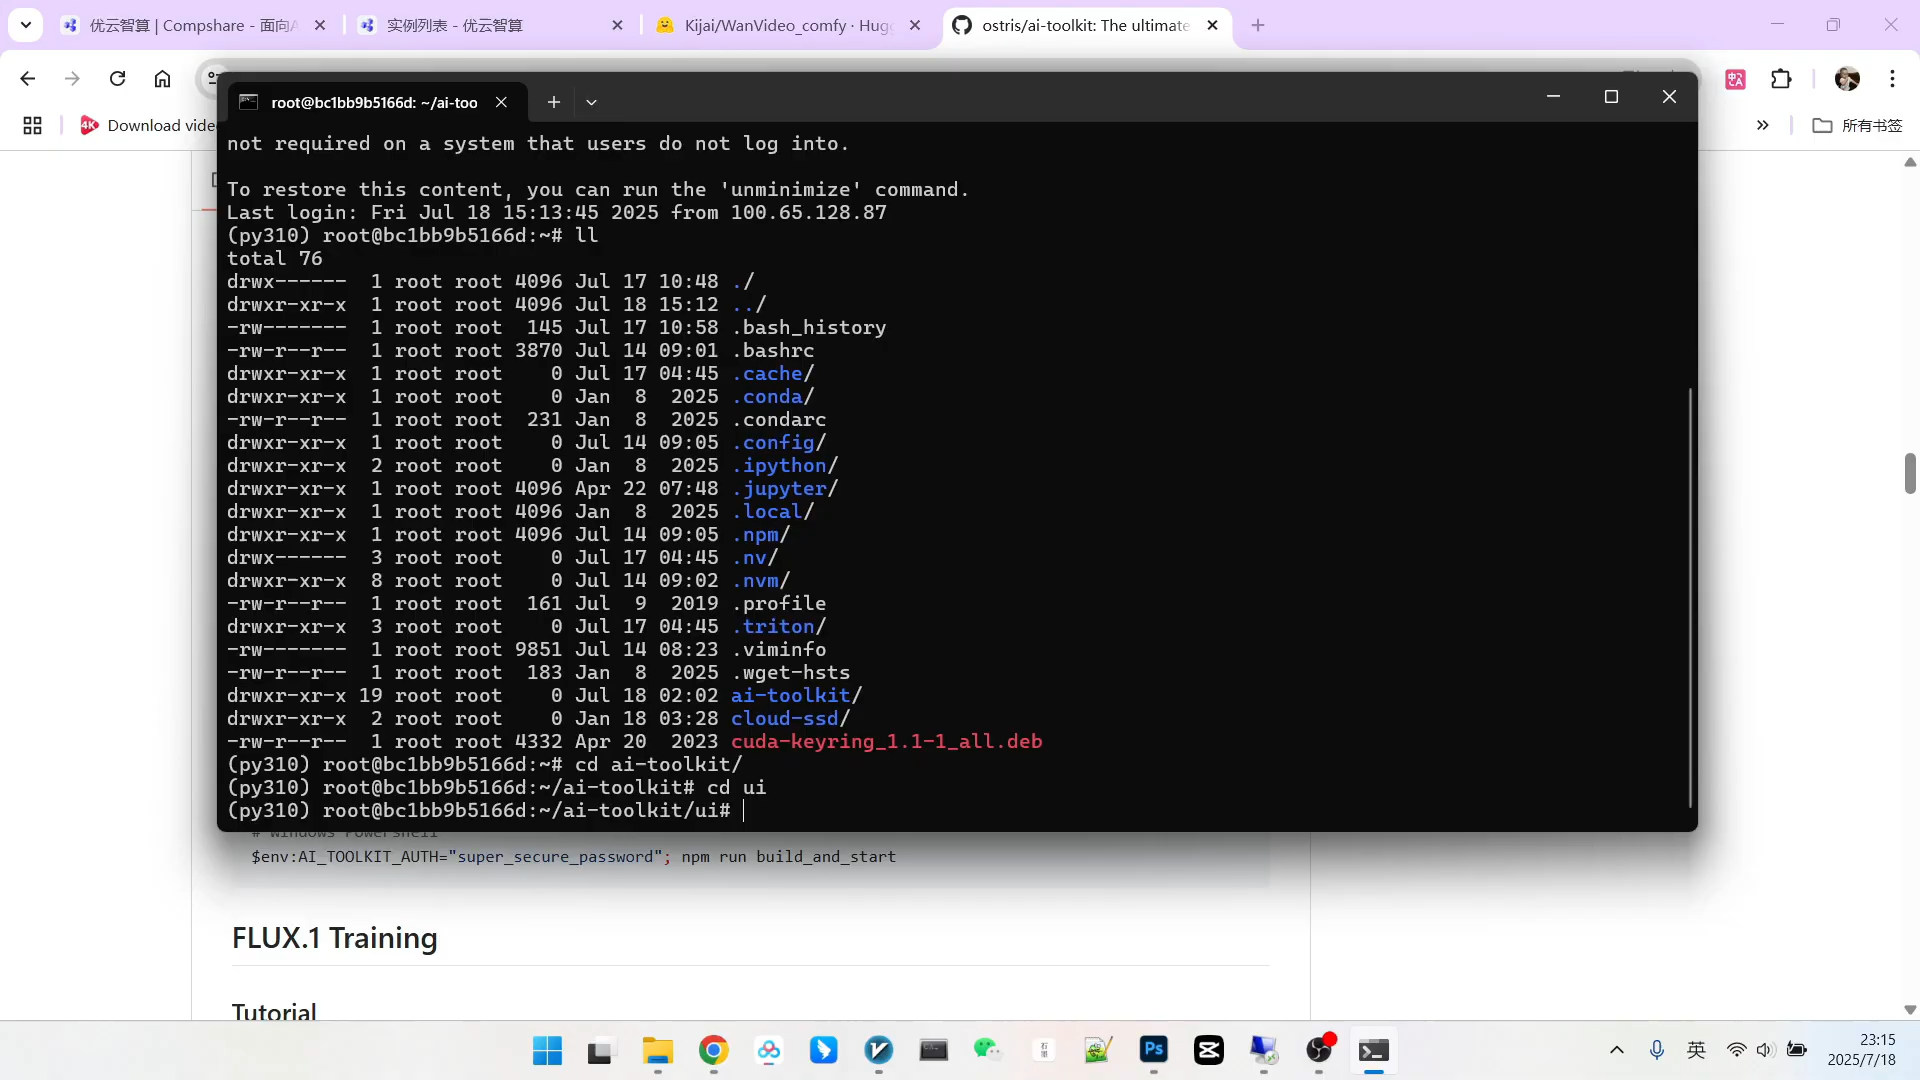 优云智算 | Compshare - 面向A
实例列表 - 优云智算
Kijai/WanVideo_comfy · Hugg
ostris/ai-toolkit: The ultimate
Download vide
所有书签
root@bc1bb9b5166d: ~/ai-too
not required on a system that users do not log into.
To restore this content, you can run the 'unminimize' command.
Last login: Fri Jul 18 15:13:45 2025 from 100.65.128.87
(py310) root@bc1bb9b5166d:~# ll
total 76
drwx------  1 root root 4096 Jul 17 10:48 ./
drwxr-xr-x  1 root root 4096 Jul 18 15:12 ../
-rw-------  1 root root  145 Jul 17 10:58 .bash_history
-rw-r--r--  1 root root 3870 Jul 14 09:01 .bashrc
drwxr-xr-x  1 root root    0 Jul 17 04:45 .cache/
drwxr-xr-x  1 root root    0 Jan  8  2025 .conda/
-rw-r--r--  1 root root  231 Jan  8  2025 .condarc
drwxr-xr-x  1 root root    0 Jul 14 09:05 .config/
drwxr-xr-x  2 root root    0 Jan  8  2025 .ipython/
drwxr-xr-x  1 root root 4096 Apr 22 07:48 .jupyter/
drwxr-xr-x  1 root root 4096 Jan  8  2025 .local/
drwxr-xr-x  1 root root 4096 Jul 14 09:05 .npm/
drwx------  3 root root    0 Jul 17 04:45 .nv/
drwxr-xr-x  8 root root    0 Jul 14 09:02 .nvm/
-rw-r--r--  1 root root  161 Jul  9  2019 .profile
drwxr-xr-x  3 root root    0 Jul 17 04:45 .triton/
-rw-------  1 root root 9851 Jul 14 08:23 .viminfo
-rw-r--r--  1 root root  183 Jan  8  2025 .wget-hsts
drwxr-xr-x 19 root root    0 Jul 18 02:02 ai-toolkit/
drwxr-xr-x  2 root root    0 Jan 18 03:28 cloud-ssd/
-rw-r--r--  1 root root 4332 Apr 20  2023 cuda-keyring_1.1-1_all.deb
(py310) root@bc1bb9b5166d:~# cd ai-toolkit/
(py310) root@bc1bb9b5166d:~/ai-toolkit# cd ui
(py310) root@bc1bb9b5166d:~/ai-toolkit/ui#
# Windows Powershell
$env:AI_TOOLKIT_AUTH="super_secure_password"; npm run build_and_start
FLUX.1 Training
Tutorial
英
23:15
2025/7/18